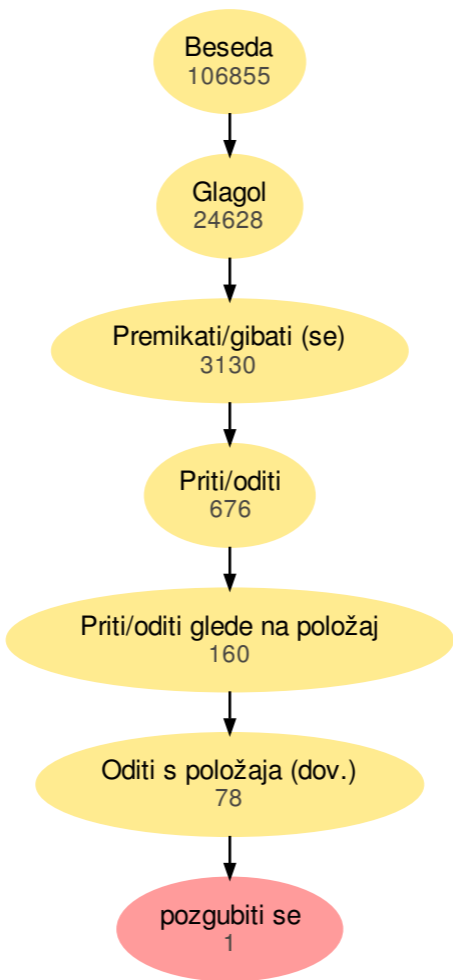 Beseda
106855
Glagol
24628
Premikati/gibati (se)
3130
Priti/oditi
676
Priti/oditi glede na položaj
160
Oditi s položaja (dov.)
78
pozgubiti se
1